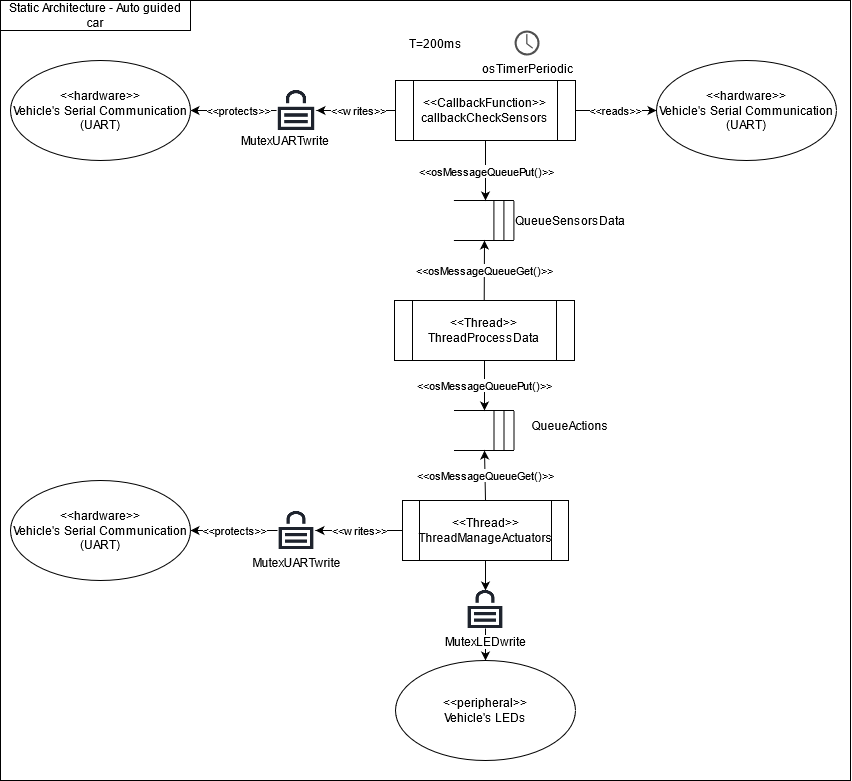 Static Architecture - Auto guided
car
T=200ms
osTimerPeriodic
<<hardware>>
Vehicle's Serial Communication
(UART)
<<protects>>
<<writes>>
MutexUARTwrite
<<CallbackFunction>>
callbackCheckSensors
<<reads>>
<<hardware>>
Vehicle's Serial Communication
(UART)
<<osMessageQueuePut()>>
QueueSensorsData
<<osMessageQueueGet()>>
<<Thread>>
ThreadProcessData
<<osMessageQueuePut()>>
QueueActions
<<osMessageQueueGet()>>
<<hardware>>
Vehicle's Serial Communication
(UART)
<<protects>>
<<writes>>
MutexUARTwrite
<<Thread>>
ThreadManageActuators
MutexLEDwrite
<<peripheral>>
Vehicle's LEDs